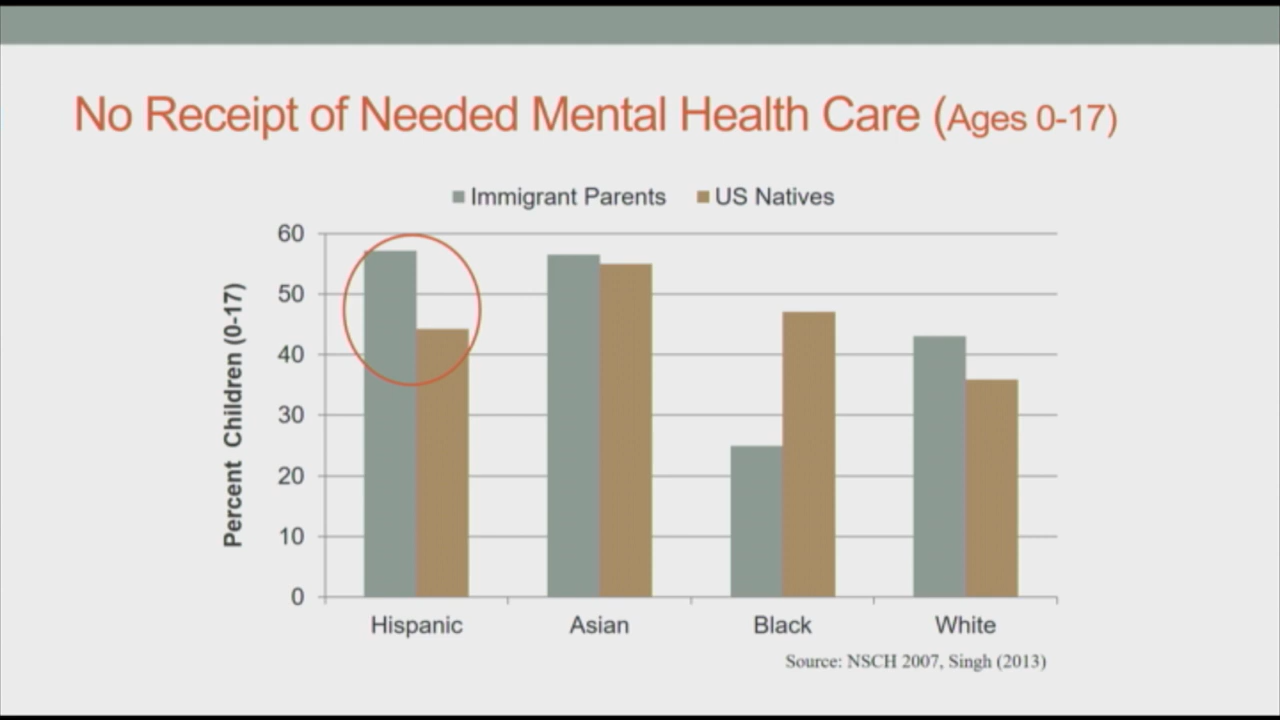 No Receipt of Needed Mental Health Care (Ages 0-17)
Immigrant Parents US Natives
Percent Children (0-17)
60
50
40
30
20
10
0
Hispanic Asian Black White
Source: NSCH 2007, Singh (2013)